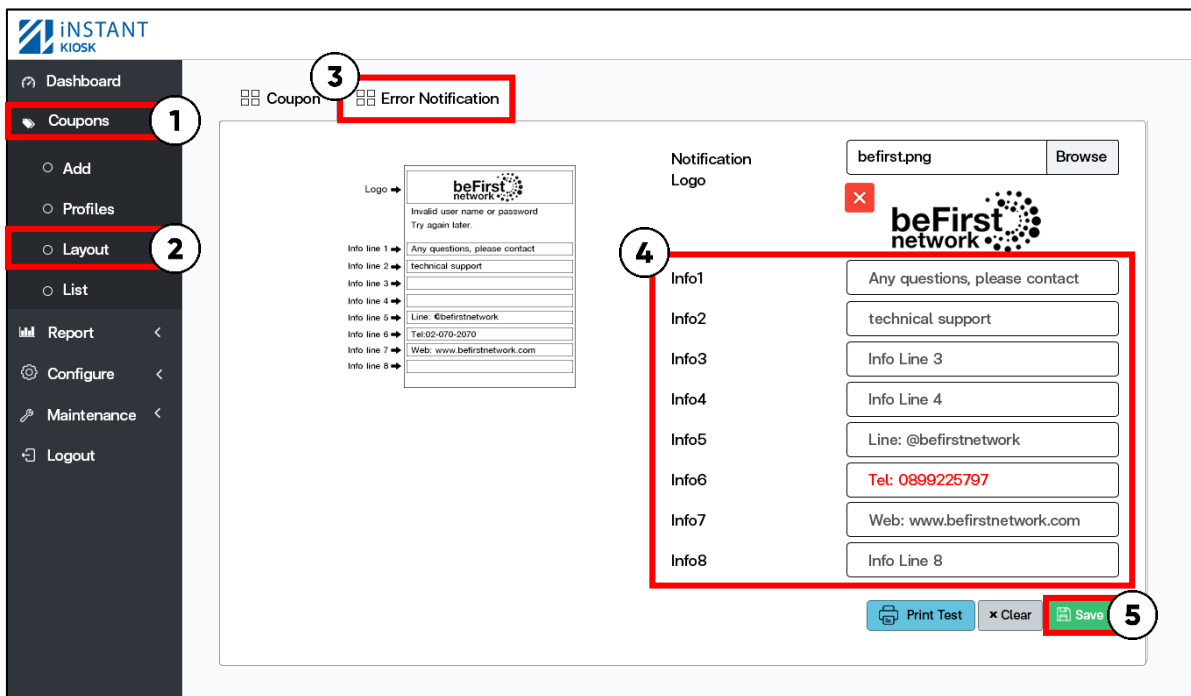 iNSTANT
KIOSK
Dashboard
1
Coupons
Add
Profiles
2
Layout
List
Report
Configure
Maintenance
Logout
3
Coupon
Error Notification
Logo
beFirst
network
Invalid user name or password
Try again later.
Info line 1 Any questions, please contact
Info line 2 technical support
Info line 3
Info line 4
Info line 5 Line: @befirstnetwork
Info line 6 Tel:02-070-2070
Info line 7 Web: www.befirstnetwork.com
Info line 8
Notification
Logo
befirst.png
Browse
beFirst
network
4
Info1 Any questions, please contact
Info2 technical support
Info3 Info Line 3
Info4 Info Line 4
Info5 Line: @befirstnetwork
Info6 Tel: 0899225797
Info7 Web: www.befirstnetwork.com
Info8 Info Line 8
Print Test
× Clear
Save
5